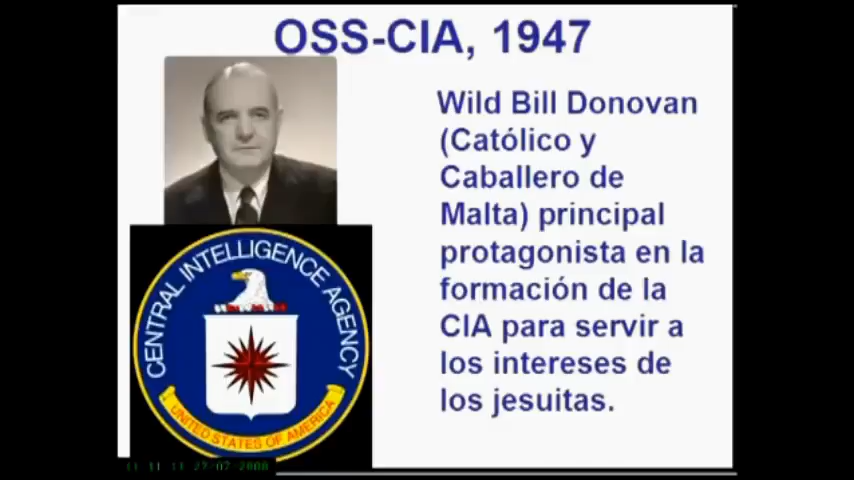 OSS-CIA, 1947
Wild Bill Donovan
(Católico y
Caballero de
Malta) principal
protagonista en la
formación de la
CIA para servir a
los intereses de
los jesuitas.
CENTRAL INTELLIGENCE AGENCY
UNITED STATES OF AMERICA